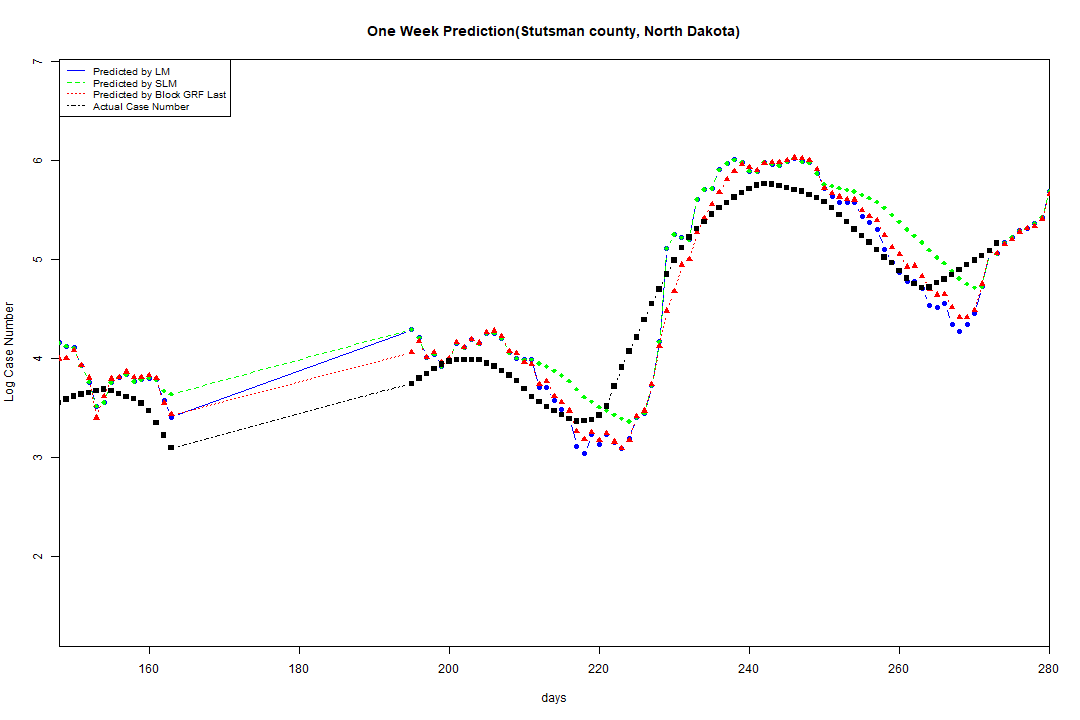 One Week Prediction(Stutsman county, North Dakota)
Predicted by LM
Predicted by SLM
Predicted by Block GRF Last
Actual Case Number
7
6
5
4
3
2
Log Case Number
160 180 200 220 240 260 280
days